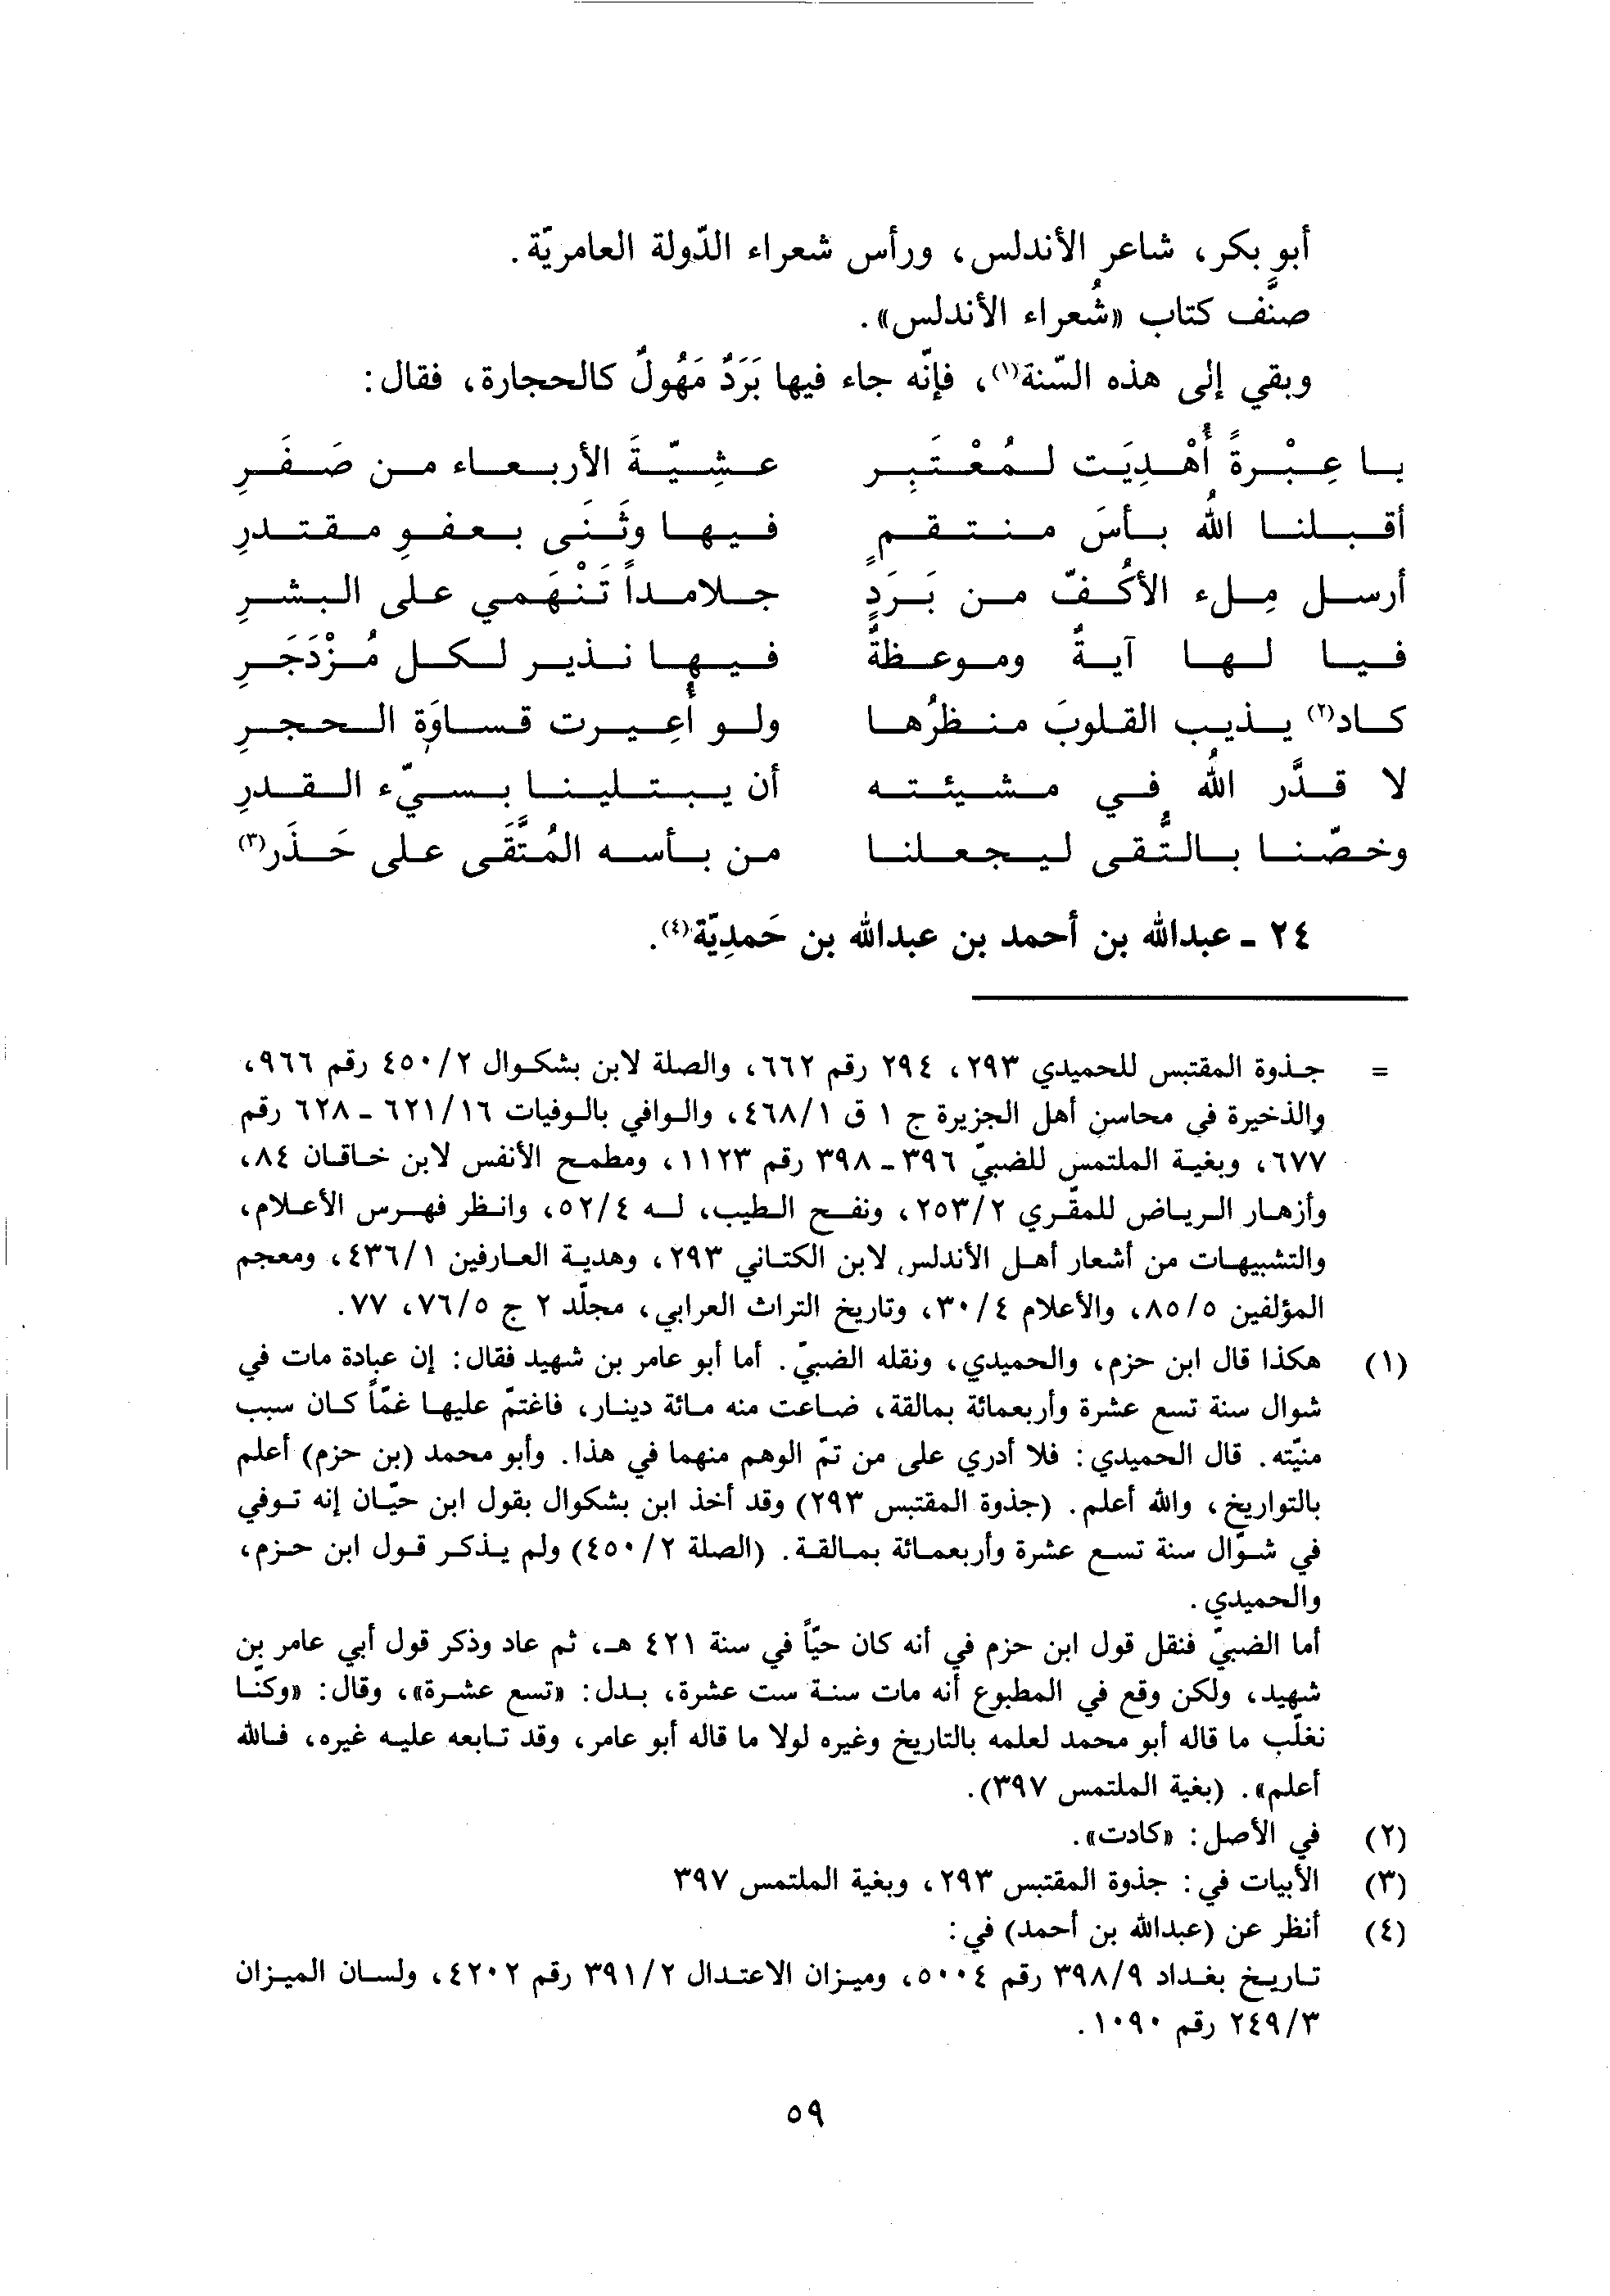 أبو بكر، شاعر الأندلس، ورأس شعراء الدّولة العامريّة.
صنَّف كتاب «شُعراء الأندلس».
وبقي إلى هذه السّنة(١)، فإنّه جاء فيها بَرَدٌ مَهُولٌ كالحجارة، فقال:
يا عِبْرةً أُهْدِيَت لمُعْتَبِر عشِيّةَ الأربعاء من صَفَرِ
أقبلنا اللهُ بأسَ منتقمٍ فيها وثَنَى بعفوِ مقتدرِ
أرسل مِلء الأكُفّ من بَرَدٍ جلامداً تَنْهَمي على البشرِ
فيا لها آيةٌ وموعظةٌ فيها نذير لكل مُزْدَجَرِ
كاد(٢) يذيب القلوبَ منظرُها ولو أُعِيرت قساوَة الحجرِ
لا قدَّر اللهُ في مشيئته أن يبتلينا بسيّء القدرِ
وخصّنا بالتُّقى ليجعلنا من بأسه المُتَّقَى على حَذَر(٣)
٢٤ ـ عبدالله بن أحمد بن عبدالله بن حَمدِيّة(٤).
= جذوة المقتبس للحميدي ٢٩٣، ٢٩٤ رقم ٦٦٢، والصلة لابن بشكوال ٤٥٠/٢ رقم ٩٦٦،
والذخيرة في محاسن أهل الجزيرة ج ١ ق ٤٦٨/١، والوافي بالوفيات ٦٢١/١٦ ـ ٦٢٨ رقم
٦٧٧، وبغية الملتمس للضبيّ ٣٩٦ ـ ٣٩٨ رقم ١١٢٣، ومطمح الأنفس لابن خاقان ٨٤،
وأزهار الرياض للمقّري ٢٥٣/٢، ونفح الطيب، له ٥٢/٤، وانظر فهرس الأعلام،
والتشبيهات من أشعار أهل الأندلس، لابن الكتاني ٢٩٣، وهدية العارفين ٤٣٦/١، ومعجم
المؤلفين ٨٥/٥، والأعلام ٣٠/٤، وتاريخ التراث العرابي، مجلّد ٢ ج ٧٦/٥، ٧٧.
(١) هكذا قال ابن حزم، والحميدي، ونقله الضبيّ. أما أبو عامر بن شهيد فقال: إن عبادة مات في
شوال سنة تسع عشرة وأربعمائة بمالقة، ضاعت منه مائة دينار، فاغتمّ عليها غمّاً كان سبب
منيّته. قال الحميدي: فلا أدري على من تمّ الوهم منهما في هذا. وأبو محمد (بن حزم) أعلم
بالتواريخ، والله أعلم. (جذوة المقتبس ٢٩٣) وقد أخذ ابن بشكوال بقول ابن حيّان إنه توفي
في شوّال سنة تسع عشرة وأربعمائة بمالقة. (الصلة ٤٥٠/٢) ولم يذكر قول ابن حزم،
والحميدي.
أما الضبيّ فنقل قول ابن حزم في أنه كان حيّاً في سنة ٤٢١ هـ، ثم عاد وذكر قول أبي عامر بن
شهيد، ولكن وقع في المطبوع أنه مات سنة ست عشرة، بدل: «تسع عشرة»، وقال: «وكنّا
نغلّب ما قاله أبو محمد لعلمه بالتاريخ وغيره لولا ما قاله أبو عامر، وقد تابعه عليه غيره، فالله
أعلم». (بغية الملتمس ٣٩٧).
(٢) في الأصل: «كادت».
(٣) الأبيات في: جذوة المقتبس ٢٩٣، وبغية الملتمس ٣٩٧
(٤) أنظر عن (عبدالله بن أحمد) في:
تاريخ بغداد ٣٩٨/٩ رقم ٥٠٠٤، وميزان الاعتدال ٣٩١/٢ رقم ٤٢٠٢، ولسان الميزان
٢٤٩/٣ رقم ١٠٩٠.
٥٩